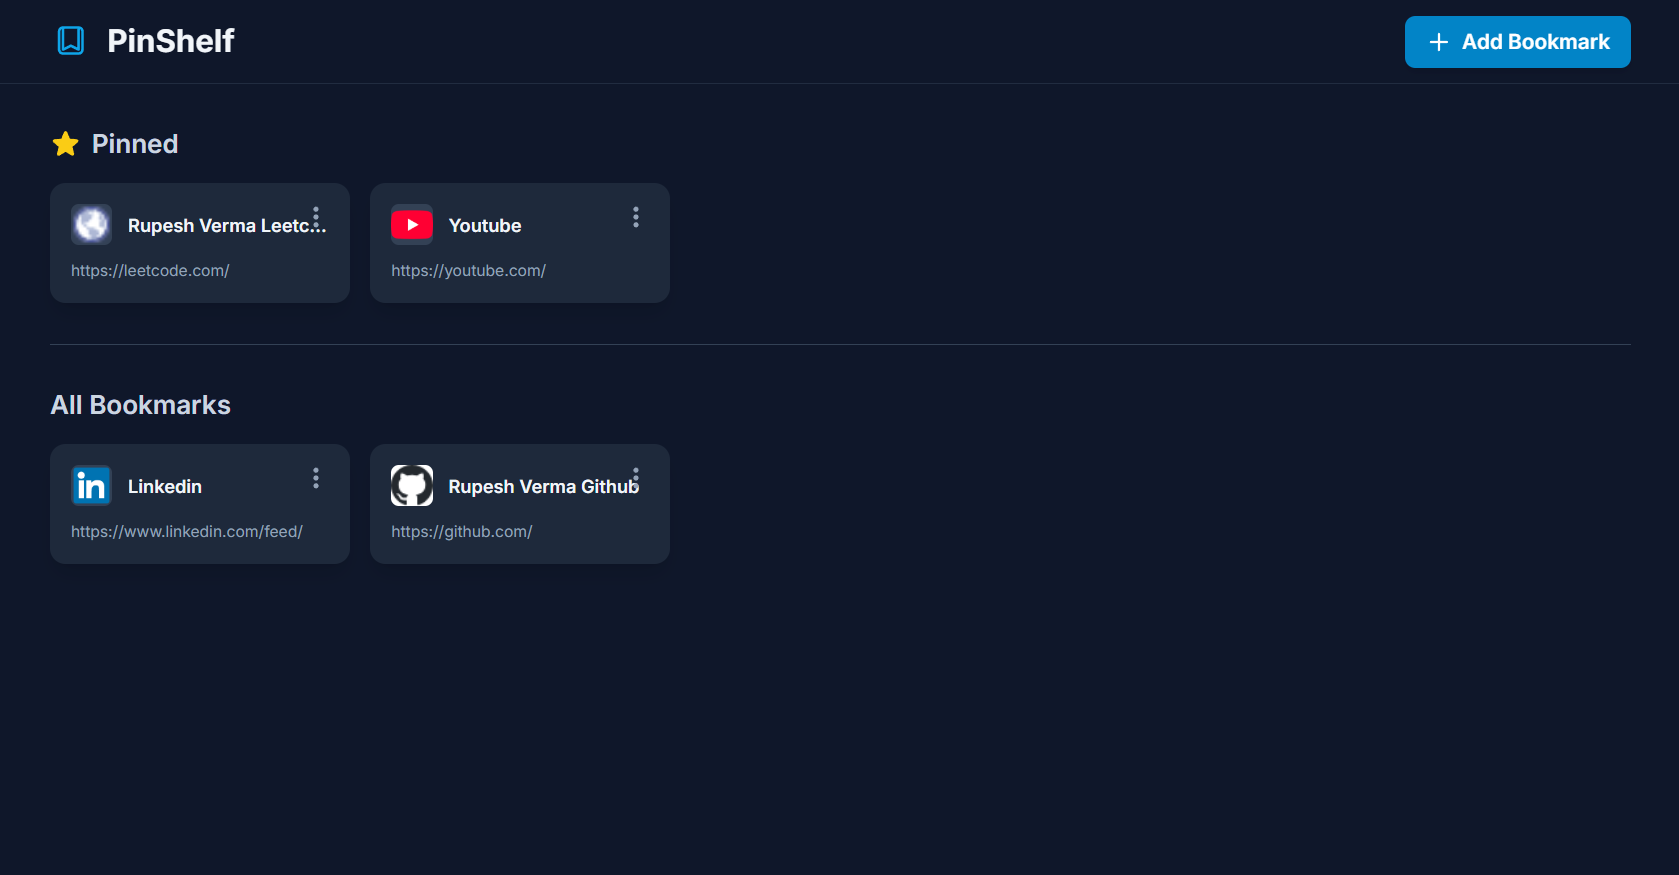 PinShelf
Add Bookmark
Pinned
Rupesh Verma Leetc...
Youtube
https://leetcode.com/
https://youtube.com/
All Bookmarks
in
Linkedin
Rupesh Verma Github
https://www.linkedin.com/feed/
https://github.com/